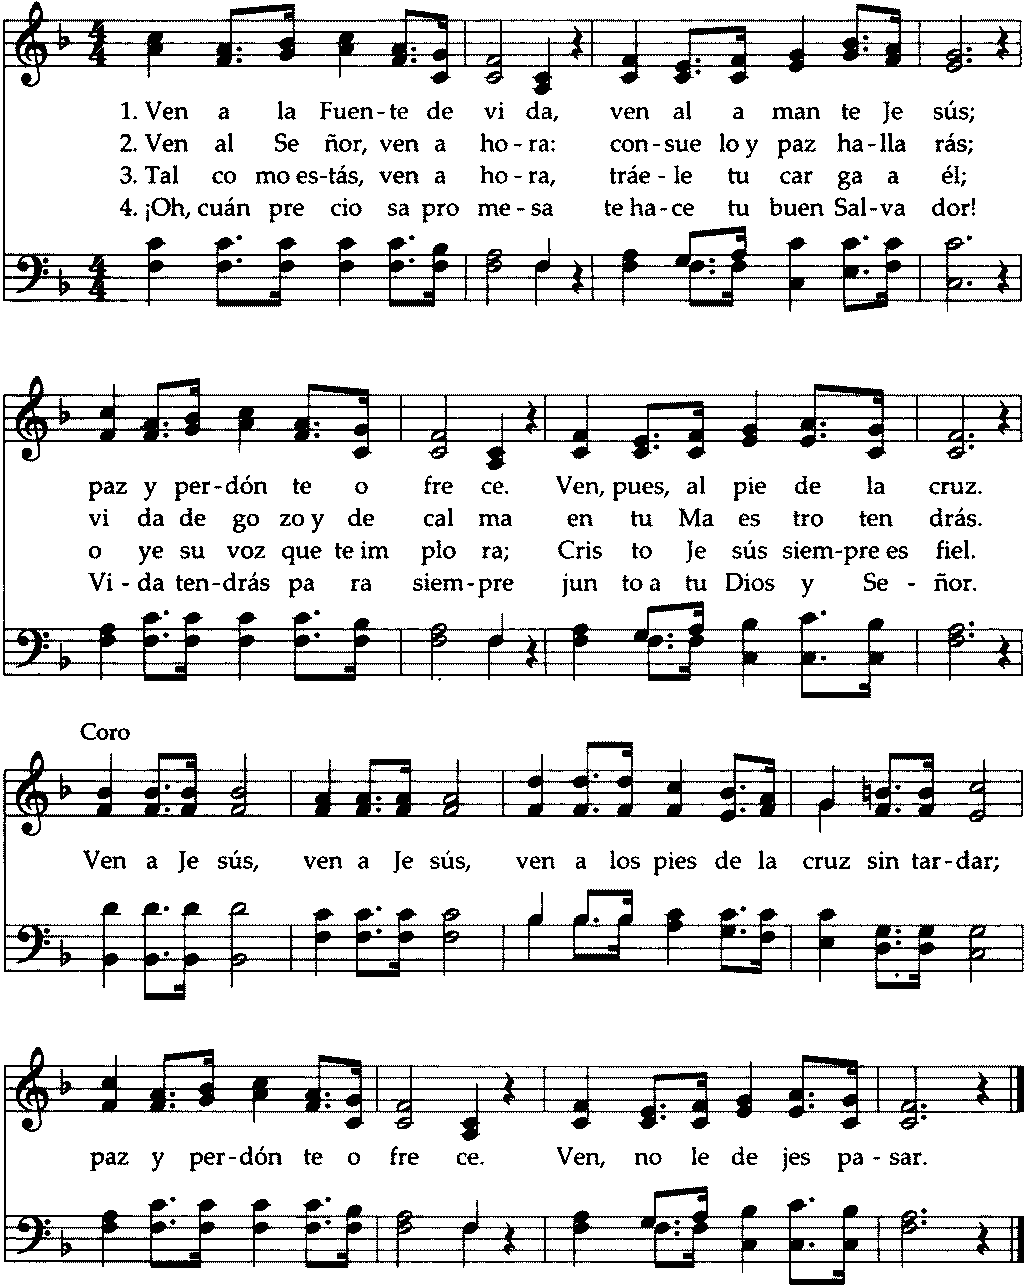 1. Ven a la Fuen-te de vi da, ven al a man te Je sús;
2. Ven al Se ñor, ven a ho-ra: con-sue lo y paz ha-lla rás;
3. Tal co mo es-tás, ven a ho-ra, tráe-le tu car ga a él;
4. ¡Oh, cuán pre cio sa pro me-sa te ha-ce tu buen Sal-va dor!
paz y per-dón te o fre ce. Ven, pues, al pie de la cruz.
vi da de go zo y de cal ma en tu Ma es tro ten drás.
o ye su voz que te im plo ra; Cris to Je sús siem-pre es fiel.
Vi-da ten-drás pa ra siem-pre jun to a tu Dios y Se-ñor.
Coro
Ven a Je sús, ven a Je sús, ven a los pies de la cruz sin tar-dar;
paz y per-dón te o fre ce. Ven, no le de jes pa-sar.